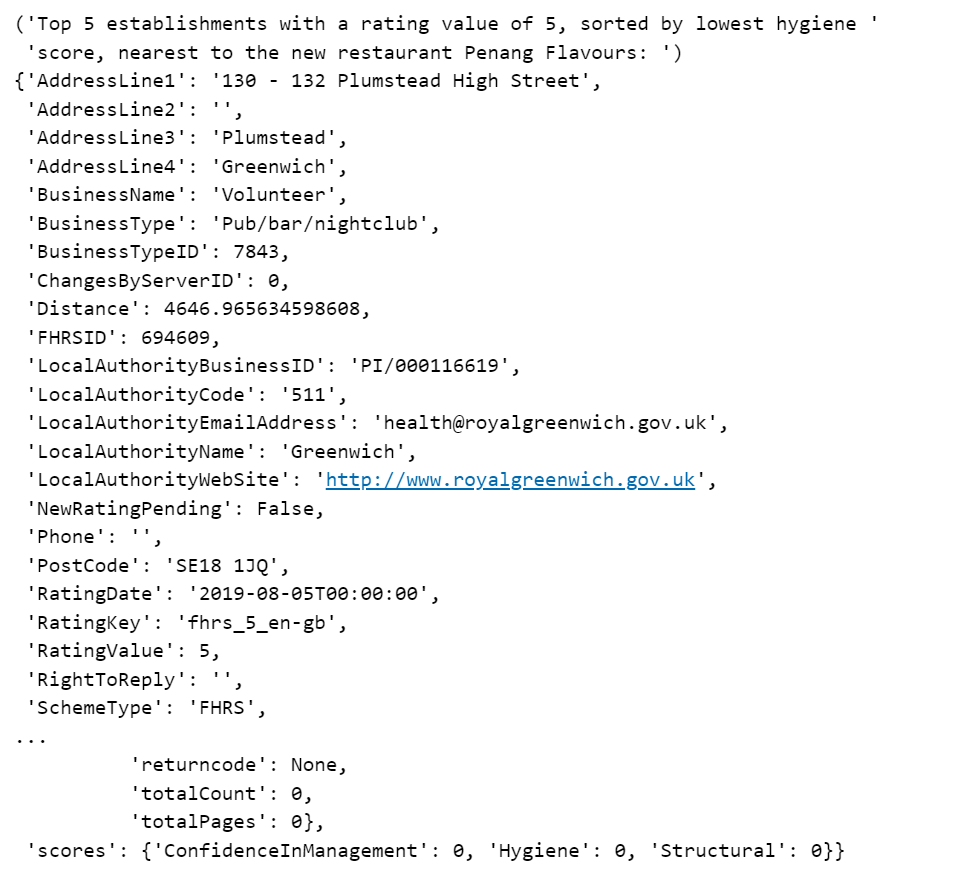 ('Top 5 establishments with a rating value of 5, sorted by lowest hygiene '
 'score, nearest to the new restaurant Penang Flavours: ')
{'AddressLine1': '130 - 132 Plumstead High Street',
 'AddressLine2': '',
 'AddressLine3': 'Plumstead',
 'AddressLine4': 'Greenwich',
 'BusinessName': 'Volunteer',
 'BusinessType': 'Pub/bar/nightclub',
 'BusinessTypeID': 7843,
 'ChangesByServerID': 0,
 'Distance': 4646.965634598608,
 'FHRSID': 694609,
 'LocalAuthorityBusinessID': 'PI/000116619',
 'LocalAuthorityCode': '511',
 'LocalAuthorityEmailAddress': 'health@royalgreenwich.gov.uk',
 'LocalAuthorityName': 'Greenwich',
 'LocalAuthorityWebSite': 'http://www.royalgreenwich.gov.uk',
 'NewRatingPending': False,
 'Phone': '',
 'PostCode': 'SE18 1JQ',
 'RatingDate': '2019-08-05T00:00:00',
 'RatingKey': 'fhrs_5_en-gb',
 'RatingValue': 5,
 'RightToReply': '',
 'SchemeType': 'FHRS',
...
          'returncode': None,
          'totalCount': 0,
          'totalPages': 0},
 'scores': {'ConfidenceInManagement': 0, 'Hygiene': 0, 'Structural': 0}}